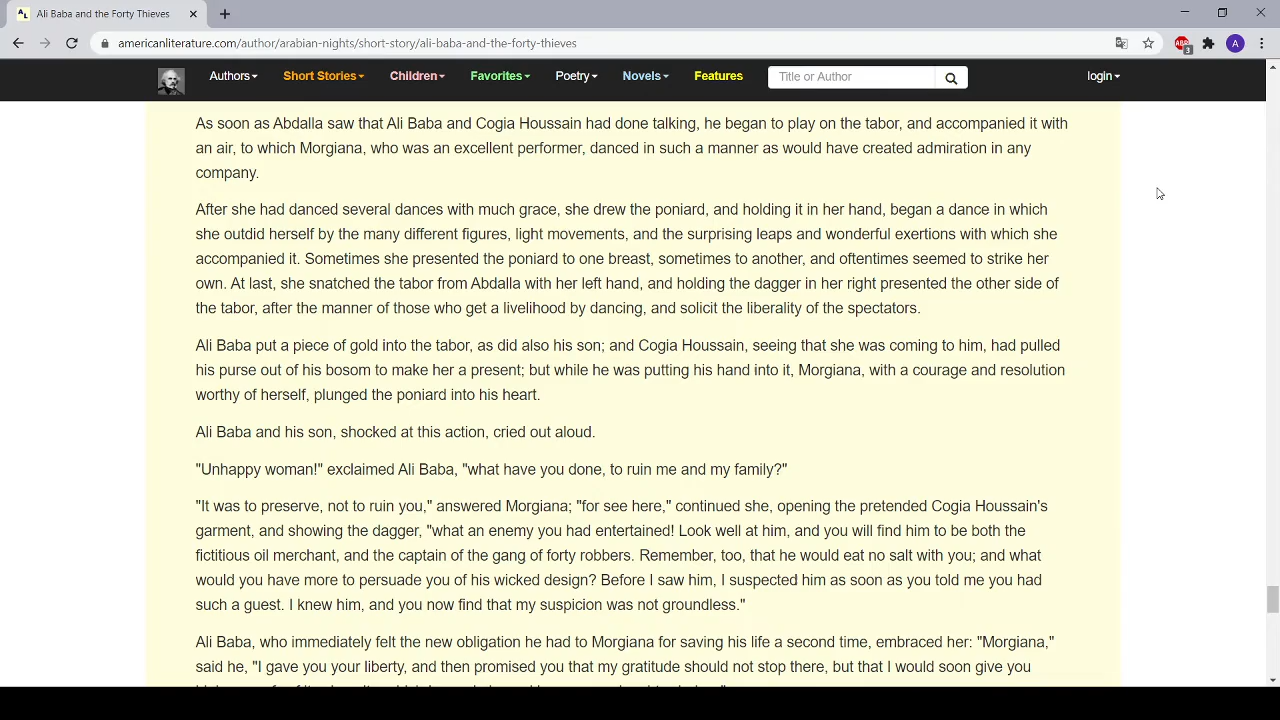 Ali Baba and the Forty Thieves
americanliterature.com/author/arabian-nights/short-story/ali-baba-and-the-forty-thieves
ABP
3
A
Authors
Short Stories
Children
Favorites
Poetry
Novels
Features
Title or Author
login
As soon as Abdalla saw that Ali Baba and Cogia Houssain had done talking, he began to play on the tabor, and accompanied it with
an air, to which Morgiana, who was an excellent performer, danced in such a manner as would have created admiration in any
company.
After she had danced several dances with much grace, she drew the poniard, and holding it in her hand, began a dance in which
she outdid herself by the many different figures, light movements, and the surprising leaps and wonderful exertions with which she
accompanied it. Sometimes she presented the poniard to one breast, sometimes to another, and oftentimes seemed to strike her
own. At last, she snatched the tabor from Abdalla with her left hand, and holding the dagger in her right presented the other side of
the tabor, after the manner of those who get a livelihood by dancing, and solicit the liberality of the spectators.
Ali Baba put a piece of gold into the tabor, as did also his son; and Cogia Houssain, seeing that she was coming to him, had pulled
his purse out of his bosom to make her a present; but while he was putting his hand into it, Morgiana, with a courage and resolution
worthy of herself, plunged the poniard into his heart.
Ali Baba and his son, shocked at this action, cried out aloud.
"Unhappy woman!" exclaimed Ali Baba, "what have you done, to ruin me and my family?"
"It was to preserve, not to ruin you," answered Morgiana; "for see here," continued she, opening the pretended Cogia Houssain's
garment, and showing the dagger, "what an enemy you had entertained! Look well at him, and you will find him to be both the
fictitious oil merchant, and the captain of the gang of forty robbers. Remember, too, that he would eat no salt with you; and what
would you have more to persuade you of his wicked design? Before I saw him, I suspected him as soon as you told me you had
such a guest. I knew him, and you now find that my suspicion was not groundless."
Ali Baba, who immediately felt the new obligation he had to Morgiana for saving his life a second time, embraced her: "Morgiana,"
said he, "I gave you your liberty, and then promised you that my gratitude should not stop there, but that I would soon give you